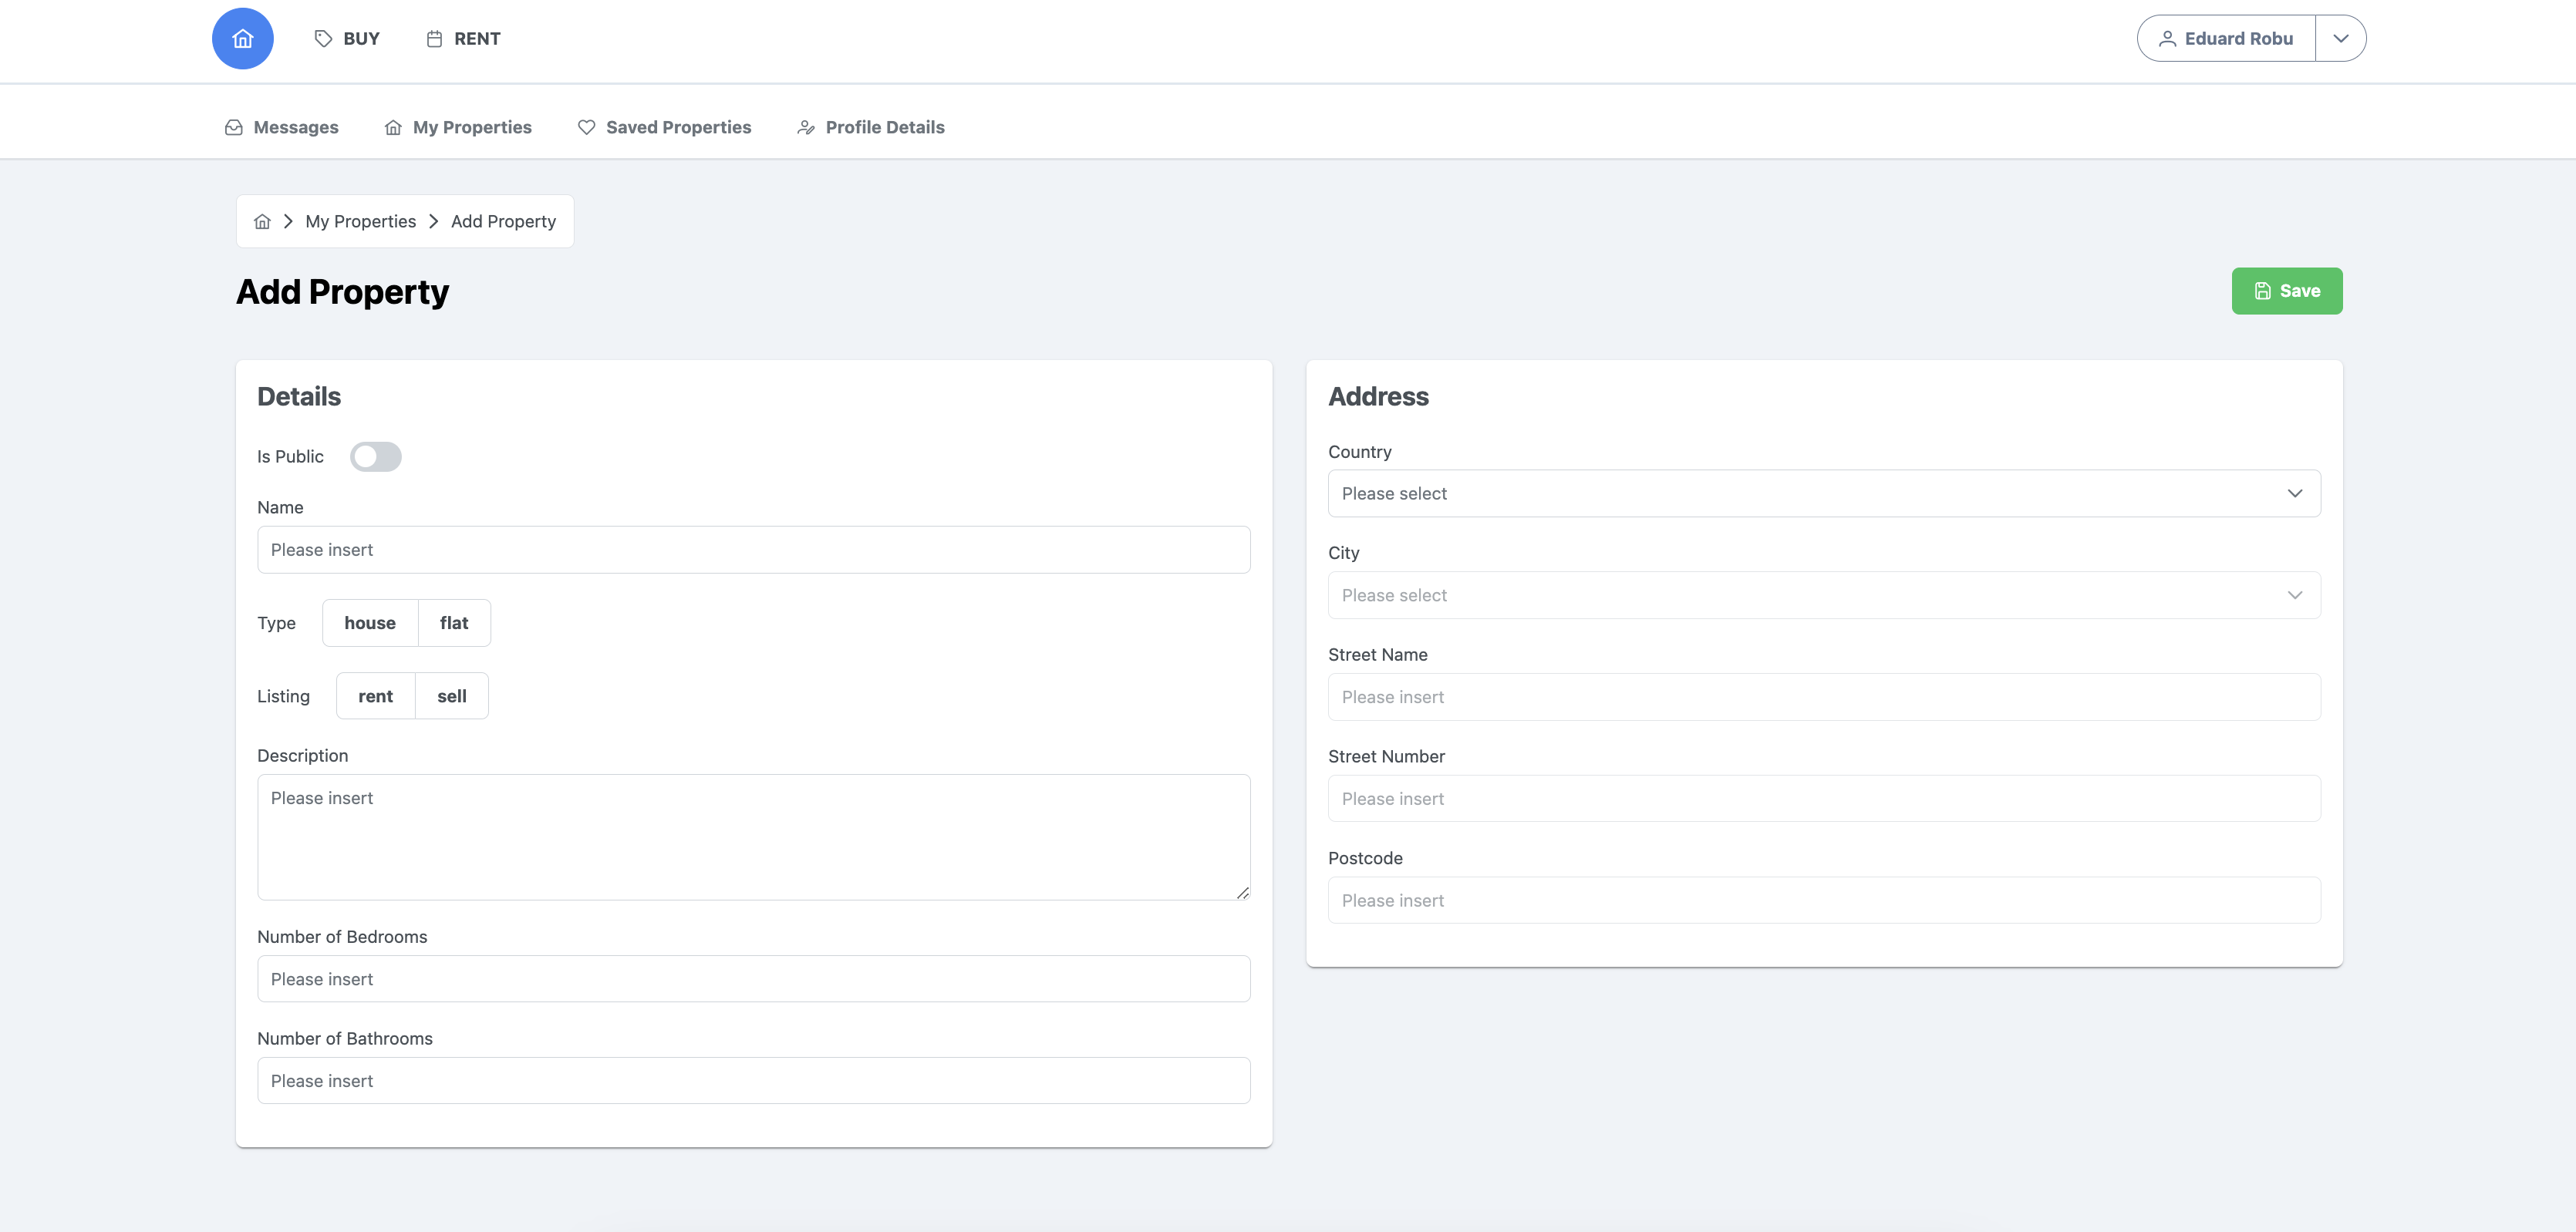 BUY
RENT
Eduard Robu
Messages
My Properties
Saved Properties
Profile Details
My Properties
Add Property
Add Property
Save
Details
Is Public
Name
Please insert
Type
house
flat
Listing
rent
sell
Description
Please insert
Number of Bedrooms
Please insert
Number of Bathrooms
Please insert
Address
Country
Please select
City
Please select
Street Name
Please insert
Street Number
Please insert
Postcode
Please insert